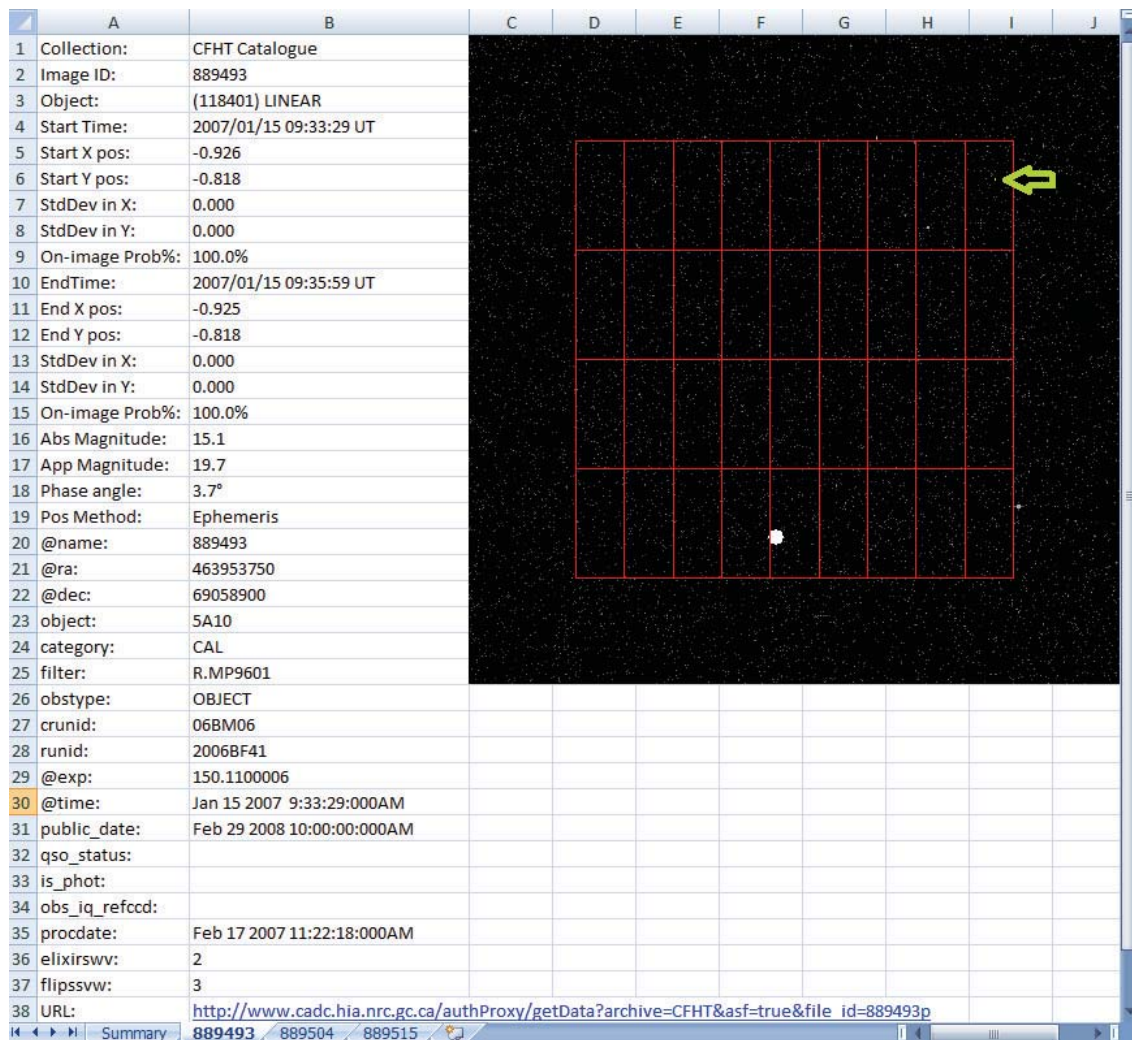 A B C D E F G H I J
1 Collection: CFHT Catalogue
2 Image ID: 889493
3 Object: (118401) LINEAR
4 Start Time: 2007/01/15 09:33:29 UT
5 Start X pos: -0.926
6 Start Y pos: -0.818
7 StdDev in X: 0.000
8 StdDev in Y: 0.000
9 On-image Prob%: 100.0%
10 EndTime: 2007/01/15 09:35:59 UT
11 End X pos: -0.925
12 End Y pos: -0.818
13 StdDev in X: 0.000
14 StdDev in Y: 0.000
15 On-image Prob%: 100.0%
16 Abs Magnitude: 15.1
17 App Magnitude: 19.7
18 Phase angle: 3.7°
19 Pos Method: Ephemeris
20 @name: 889493
21 @ra: 463953750
22 @dec: 69058900
23 object: 5A10
24 category: CAL
25 filter: R.MP9601
26 obstype: OBJECT
27 crunid: 06BM06
28 runid: 2006BF41
29 @exp: 150.1100006
30 @time: Jan 15 2007 9:33:29:000AM
31 public_date: Feb 29 2008 10:00:00:000AM
32 qso_status:
33 is_phot:
34 obs_iq_refccd:
35 procdate: Feb 17 2007 11:22:18:000AM
36 elixirswv: 2
37 flipssvw: 3
38 URL: http://www.cadc.hia.nrc.gc.ca/authProxy/getData?archive=CFHT&asf=true&file_id=889493p
Summary 889493 889504 889515